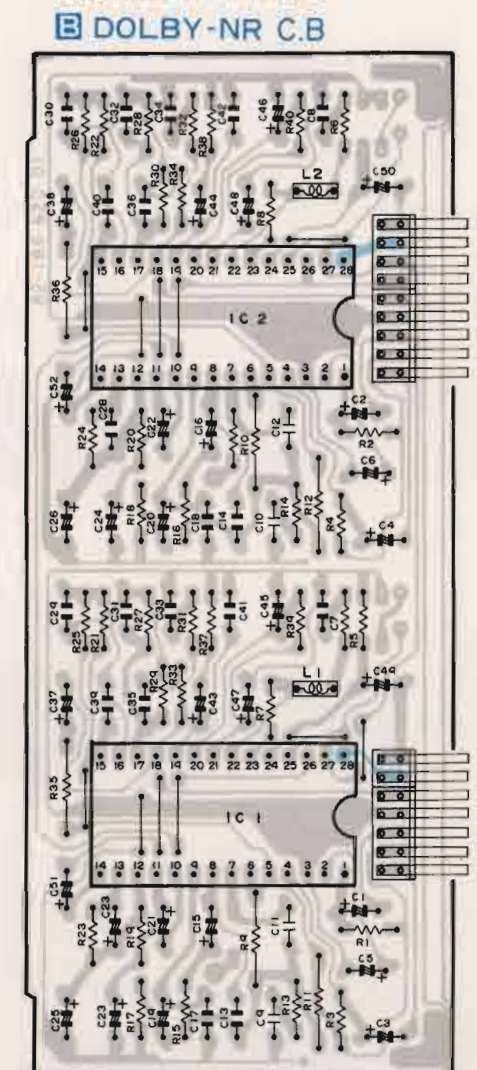 B DOLBY-NR C.B
C30 R26 R22 C32 R28 C34 R32 R38 C42 C46 R40 C8 R6
C38 C40 C36 R30 R34 C44 C48 R8 L2 C50
R36
15 16 17 18 19 20 21 22 23 24 25 26 27 28
IC 2
14 13 12 11 10 9 8 7 6 5 4 3 2 1
C52
R24 C28 R20 C22 C16 R10 C12 C2
R2
C6
C26 C24 R18 C20 R16 C18 C14 C10 R14 R12 R4 C4
C29 R25 R21 C31 R27 C33 R31 R37 C41 C45 R39 C7 R5
C37 C39 C35 R29 R33 C43 C47 R7 L1 C49
R35
15 16 17 18 19 20 21 22 23 24 25 26 27 28
IC 1
14 13 12 11 10 9 8 7 6 5 4 3 2 1
C51
R23 C23 R19 C21 C15 R9 C11 C1
R1
C5
C25 C23 R17 C19 R15 C17 C13 C9 R13 R11 R3 C3